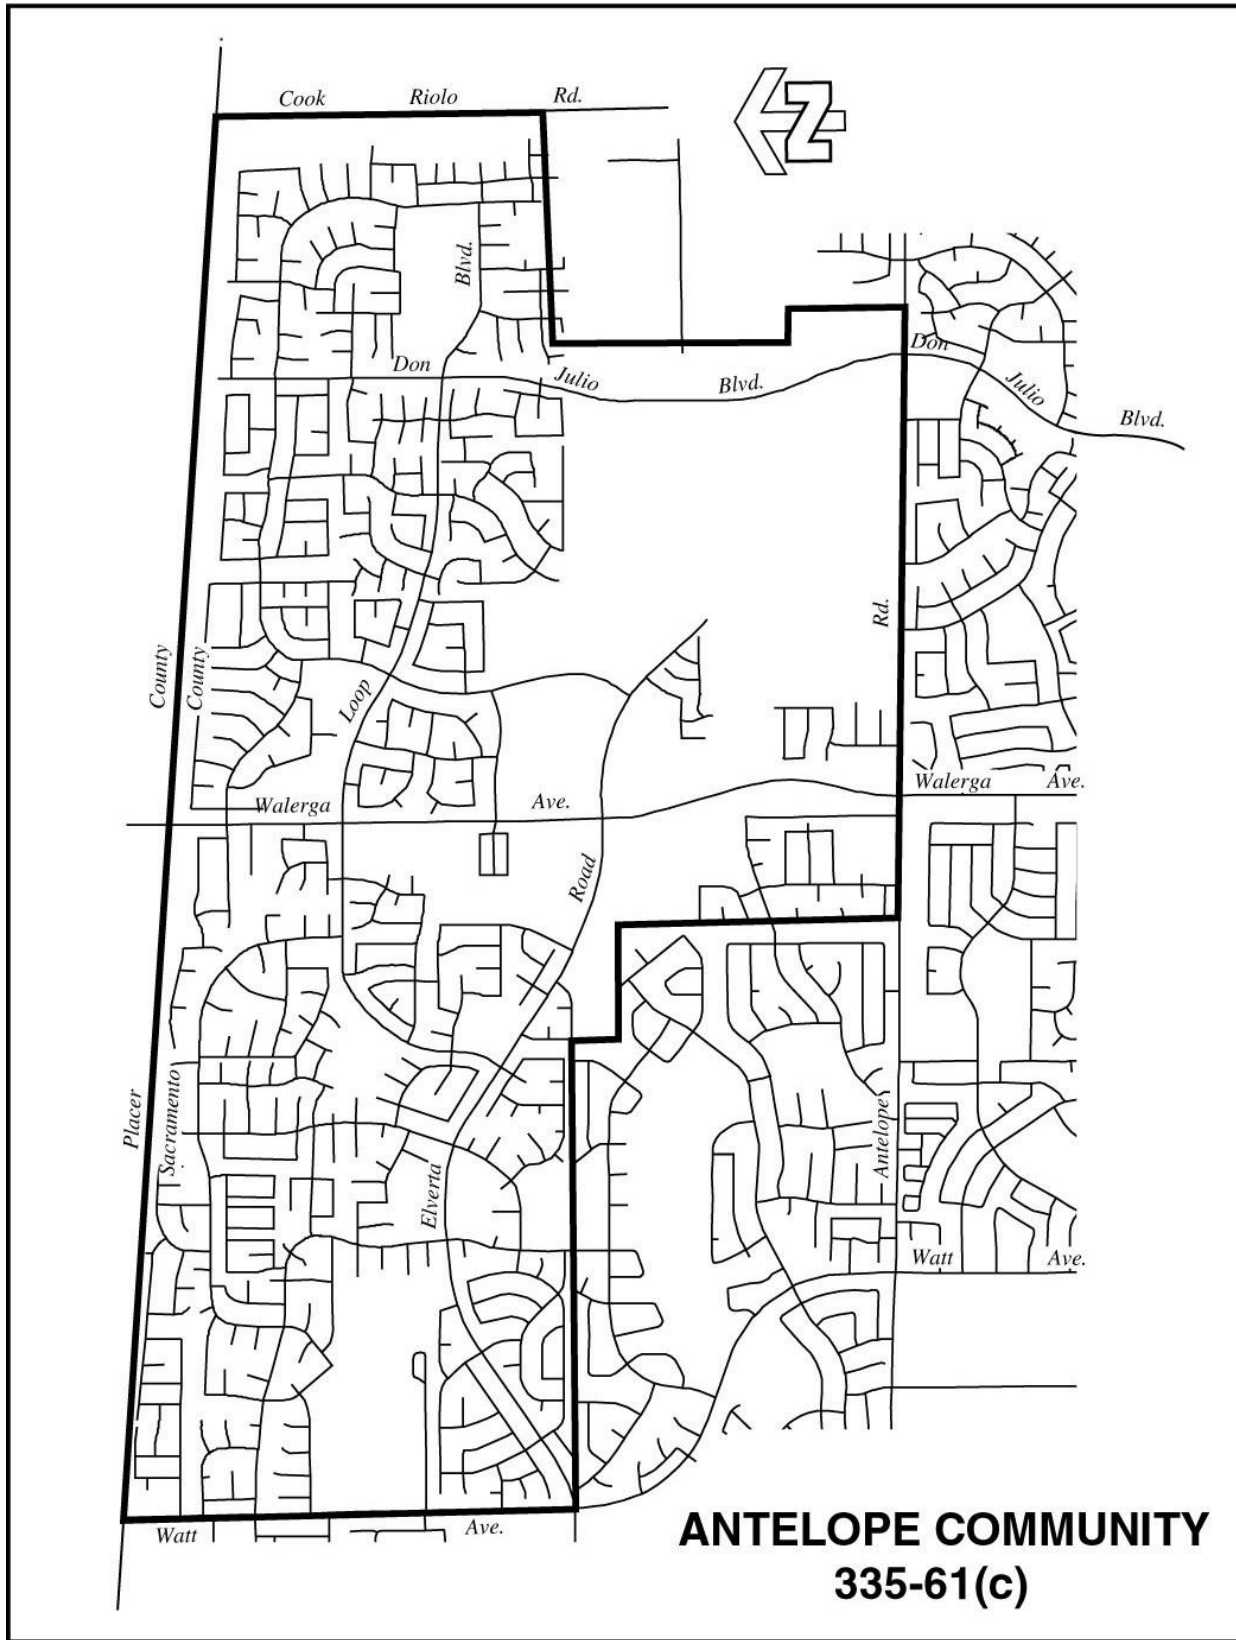 Cook Riolo Rd.
Z
Blvd.
Don Julio Blvd.
Don Julio Blvd.
Rd.
County
County
Loop
Walerga Ave.
Walerga Ave.
Road
Placer
Sacramento
Antelope
Elverta
Watt Ave.
Watt Ave.
ANTELOPE COMMUNITY
335-61(c)